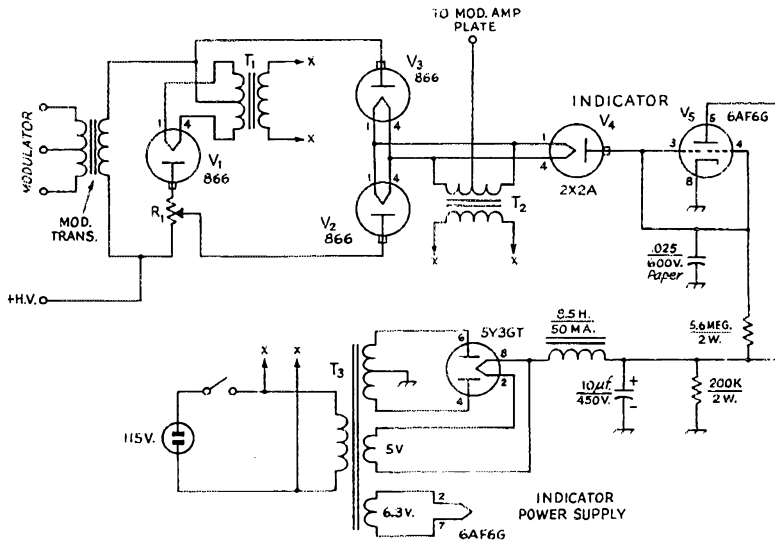 TO MOD. AMP
PLATE
T1
X
X
V3
866
1 4
INDICATOR
V4
1
4
2X2A
V5
6AF6G
5
3
4
8
MODULATOR
MOD.
TRANS.
1 4
V1
866
R1
1 4
V2
866
T2
X
X
.025
600V.
Paper
+H.V.
5.6 MEG.
2 W.
8.5 H.
50 MA.
5Y3GT
6
8
2
4
T3
X
X
10μf
450V.
+
-
200K
2W.
115V.
5V
6.3V.
2
7
6AF6G
INDICATOR
POWER SUPPLY